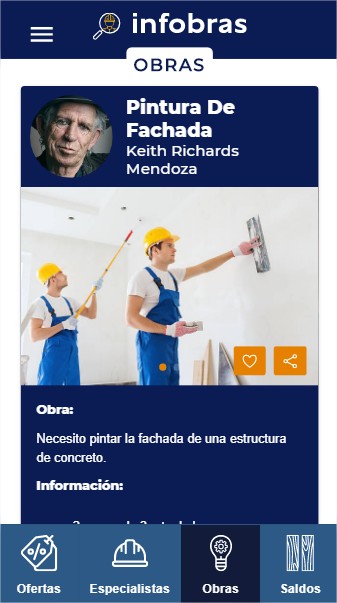 infobras
OBRAS
Pintura De
Fachada
Keith Richards
Mendoza
Obra:
Necesito pintar la fachada de una estructura
de concreto.
Información:
Ofertas
Especialistas
Obras
Saldos